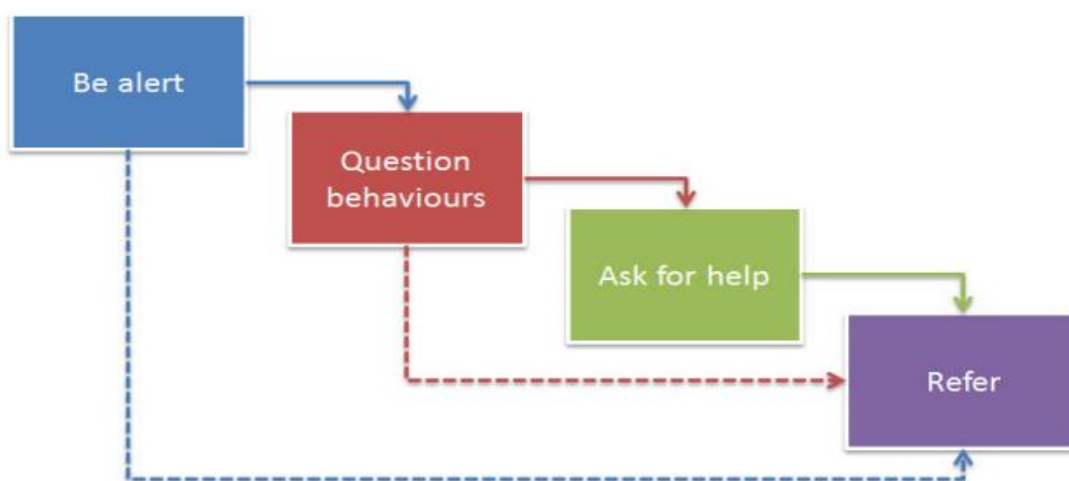 Be alert
Question
behaviours
Ask for help
Refer